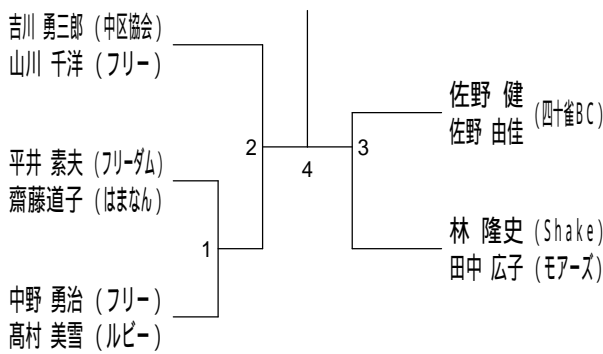 吉川 勇三郎 (中区協会)
山川 千洋 (フリー)
平井 素夫 (フリーダム)
齋藤道子 (はまなん)
中野 勇治 (フリー)
髙村 美雪 (ルビー)
1
2
4
3
佐野 健
佐野 由佳
(四十雀BC)
林 隆史 (Shake)
田中 広子 (モアーズ)